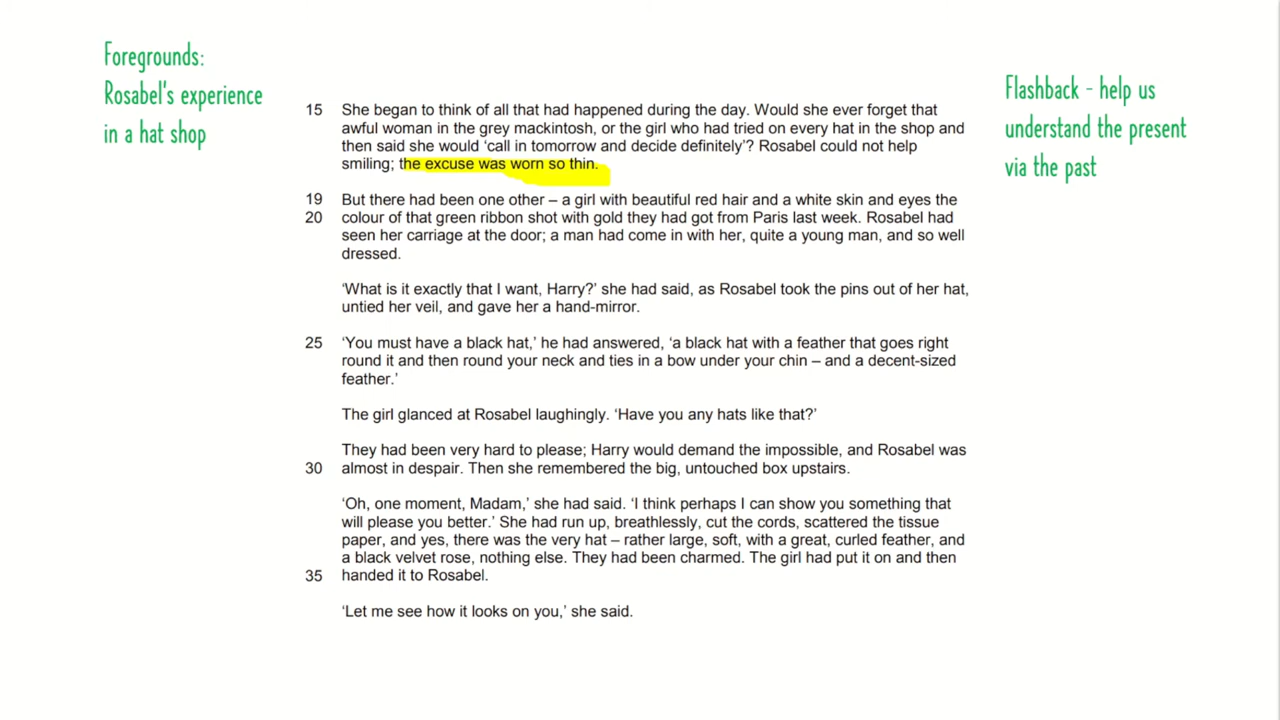 Foregrounds:
Rosabel's experience
in a hat shop
Flashback - help us
understand the present
via the past
15 She began to think of all that had happened during the day. Would she ever forget that
awful woman in the grey mackintosh, or the girl who had tried on every hat in the shop and
then said she would ‘call in tomorrow and decide definitely’? Rosabel could not help
smiling; the excuse was worn so thin.
19 But there had been one other – a girl with beautiful red hair and a white skin and eyes the
20 colour of that green ribbon shot with gold they had got from Paris last week. Rosabel had
seen her carriage at the door; a man had come in with her, quite a young man, and so well
dressed.
‘What is it exactly that I want, Harry?’ she had said, as Rosabel took the pins out of her hat,
untied her veil, and gave her a hand-mirror.
25 ‘You must have a black hat,’ he had answered, ‘a black hat with a feather that goes right
round it and then round your neck and ties in a bow under your chin – and a decent-sized
feather.’
The girl glanced at Rosabel laughingly. ‘Have you any hats like that?’
They had been very hard to please; Harry would demand the impossible, and Rosabel was
30 almost in despair. Then she remembered the big, untouched box upstairs.
‘Oh, one moment, Madam,’ she had said. ‘I think perhaps I can show you something that
will please you better.’ She had run up, breathlessly, cut the cords, scattered the tissue
paper, and yes, there was the very hat – rather large, soft, with a great, curled feather, and
a black velvet rose, nothing else. They had been charmed. The girl had put it on and then
35 handed it to Rosabel.
‘Let me see how it looks on you,’ she said.